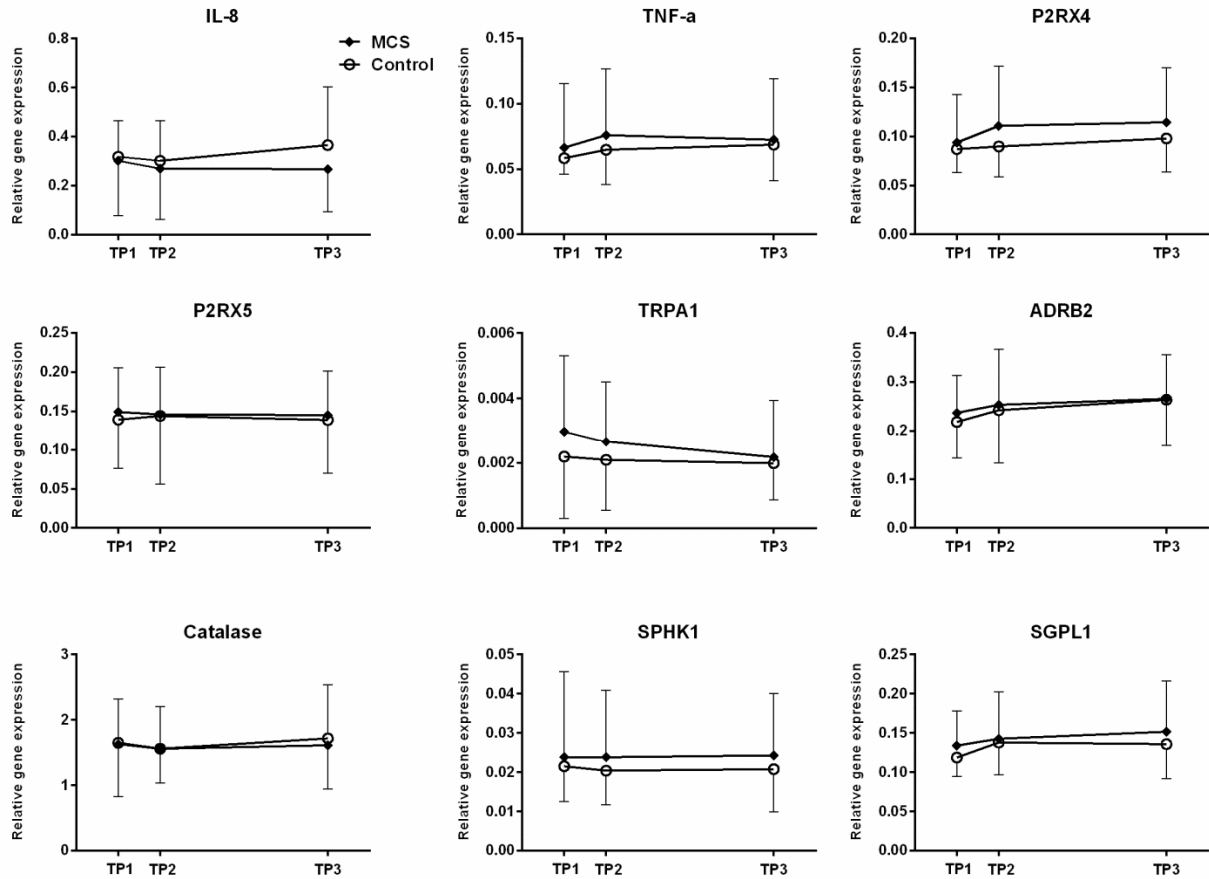 IL-8
MCS
Control
Relative gene expression
0.8
0.6
0.4
0.2
0.0
TP1 TP2 TP3
TNF-a
Relative gene expression
0.15
0.10
0.05
0.00
TP1 TP2 TP3
P2RX4
Relative gene expression
0.20
0.15
0.10
0.05
0.00
TP1 TP2 TP3
P2RX5
Relative gene expression
0.25
0.20
0.15
0.10
0.05
0.00
TP1 TP2 TP3
TRPA1
Relative gene expression
0.006
0.004
0.002
0.000
TP1 TP2 TP3
ADRB2
Relative gene expression
0.4
0.3
0.2
0.1
0.0
TP1 TP2 TP3
Catalase
Relative gene expression
3
2
1
0
TP1 TP2 TP3
SPHK1
Relative gene expression
0.05
0.04
0.03
0.02
0.01
0.00
TP1 TP2 TP3
SGPL1
Relative gene expression
0.25
0.20
0.15
0.10
0.05
0.00
TP1 TP2 TP3